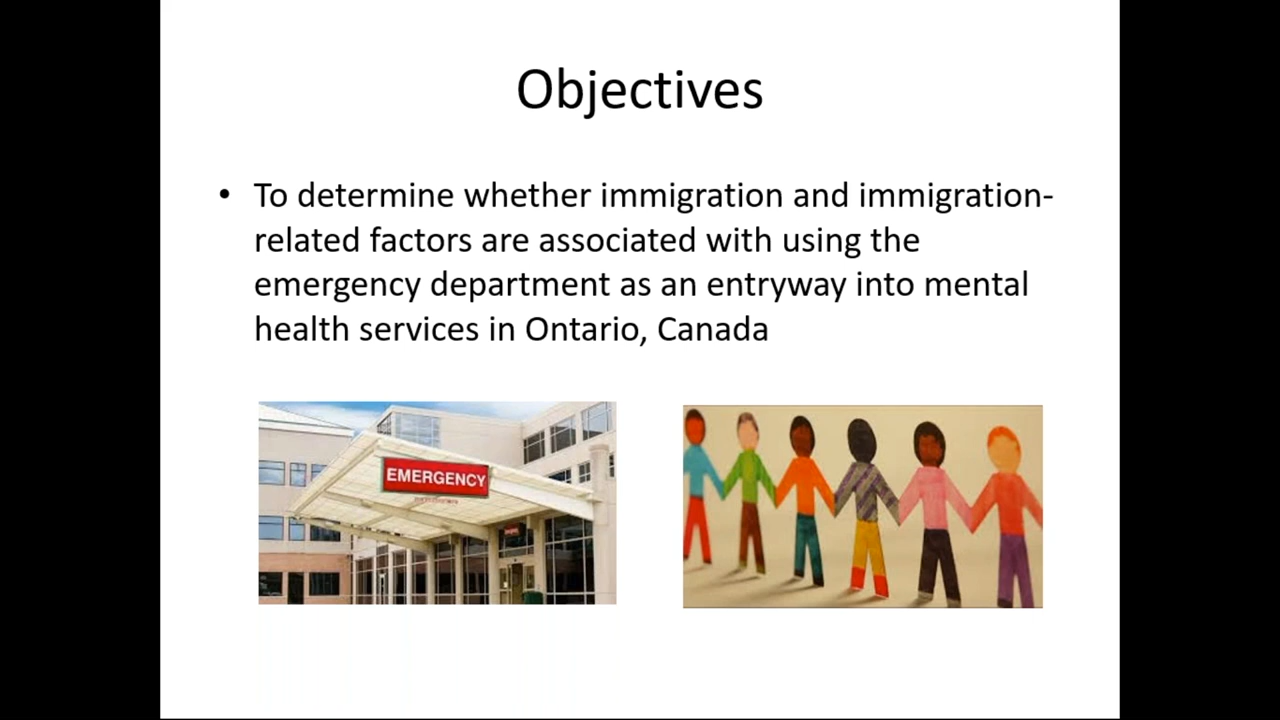 Objectives
• To determine whether immigration and immigration-
related factors are associated with using the
emergency department as an entryway into mental
health services in Ontario, Canada
EMERGENCY